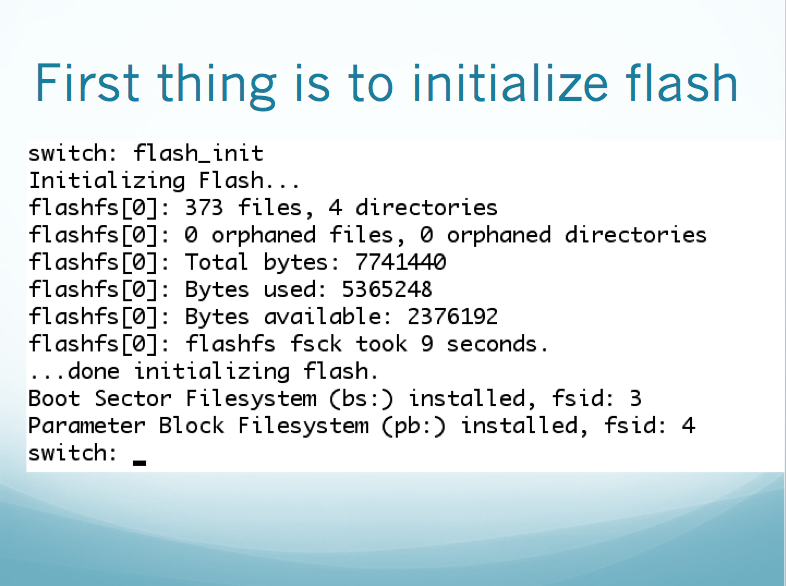 First thing is to initialize flash
switch: flash_init
Initializing Flash...
flashfs[0]: 373 files, 4 directories
flashfs[0]: 0 orphaned files, 0 orphaned directories
flashfs[0]: Total bytes: 7741440
flashfs[0]: Bytes used: 5365248
flashfs[0]: Bytes available: 2376192
flashfs[0]: flashfs fsck took 9 seconds.
...done initializing flash.
Boot Sector Filesystem (bs:) installed, fsid: 3
Parameter Block Filesystem (pb:) installed, fsid: 4
switch: _